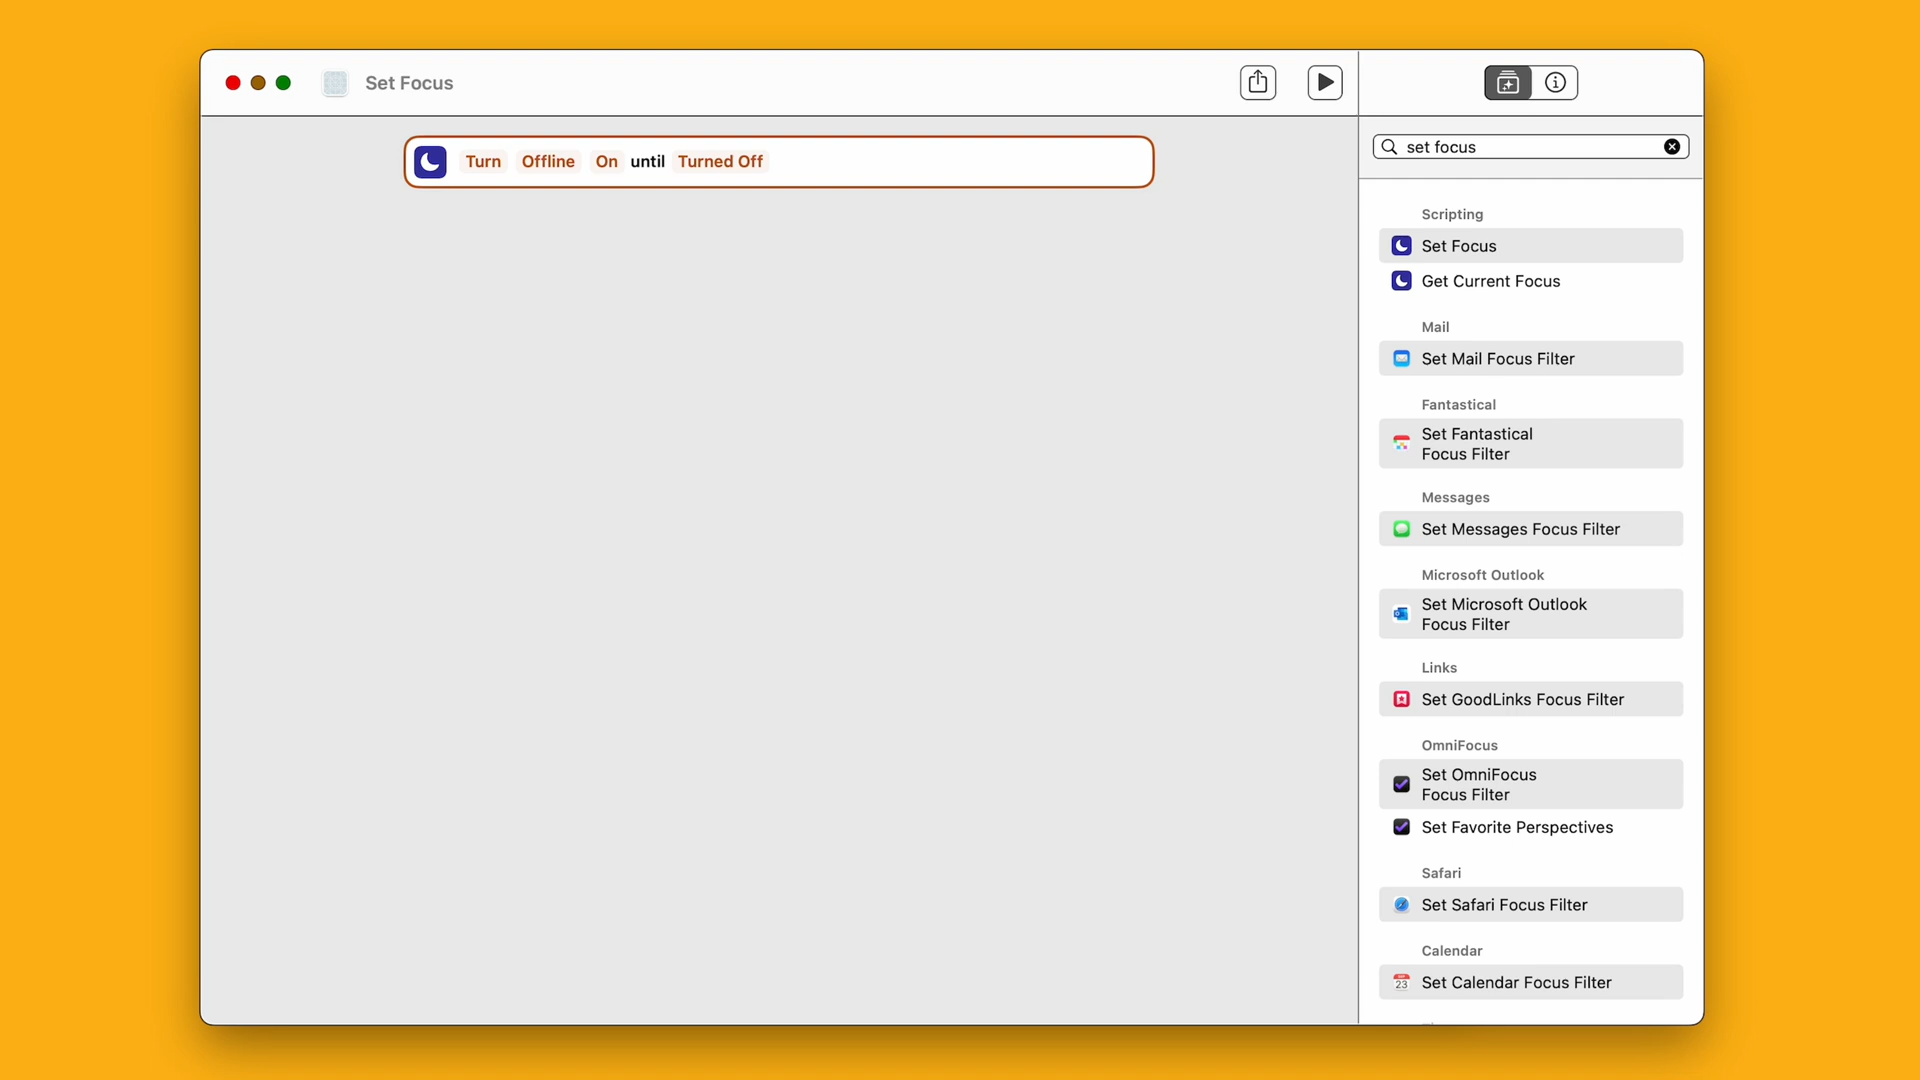 Set Focus
Turn Offline On until Turned Off
set focus
Scripting
Set Focus
Get Current Focus
Mail
Set Mail Focus Filter
Fantastical
Set Fantastical
Focus Filter
Messages
Set Messages Focus Filter
Microsoft Outlook
Set Microsoft Outlook
Focus Filter
Links
Set GoodLinks Focus Filter
OmniFocus
Set OmniFocus
Focus Filter
Set Favorite Perspectives
Safari
Set Safari Focus Filter
Calendar
23
Set Calendar Focus Filter